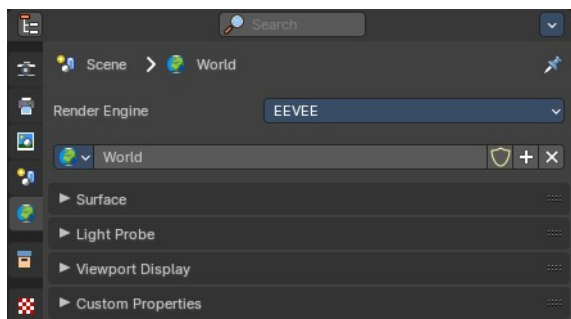 Search
Scene World
Render Engine EEVEE
World
Surface
Light Probe
Viewport Display
Custom Properties